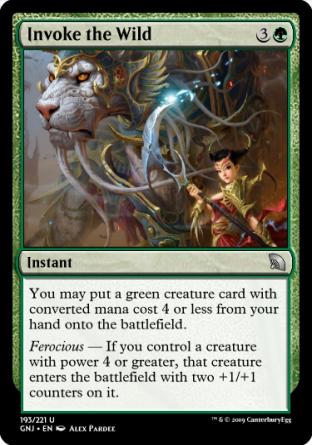 Invoke the Wild 3
Instant
You may put a green creature card with
converted mana cost 4 or less from your
hand onto the battlefield.
Ferocious — If you control a creature
with power 4 or greater, that creature
enters the battlefield with two +1/+1
counters on it.
193/221 U
GNJ • EN ALEX PARDEE
™ & © 2019 CanterburyEgg